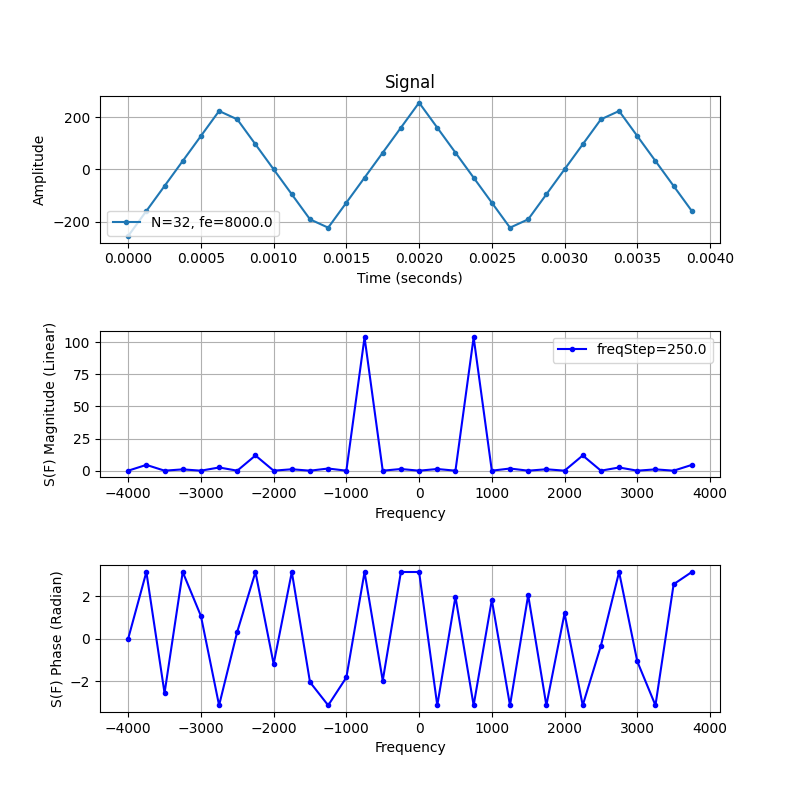 Signal
Amplitude
200
0
−200
N=32, fe=8000.0
0.0000 0.0005 0.0010 0.0015 0.0020 0.0025 0.0030 0.0035 0.0040
Time (seconds)
S(F) Magnitude (Linear)
100
75
50
25
0
freqStep=250.0
−4000 −3000 −2000 −1000 0 1000 2000 3000 4000
Frequency
S(F) Phase (Radian)
2
0
−2
−4000 −3000 −2000 −1000 0 1000 2000 3000 4000
Frequency